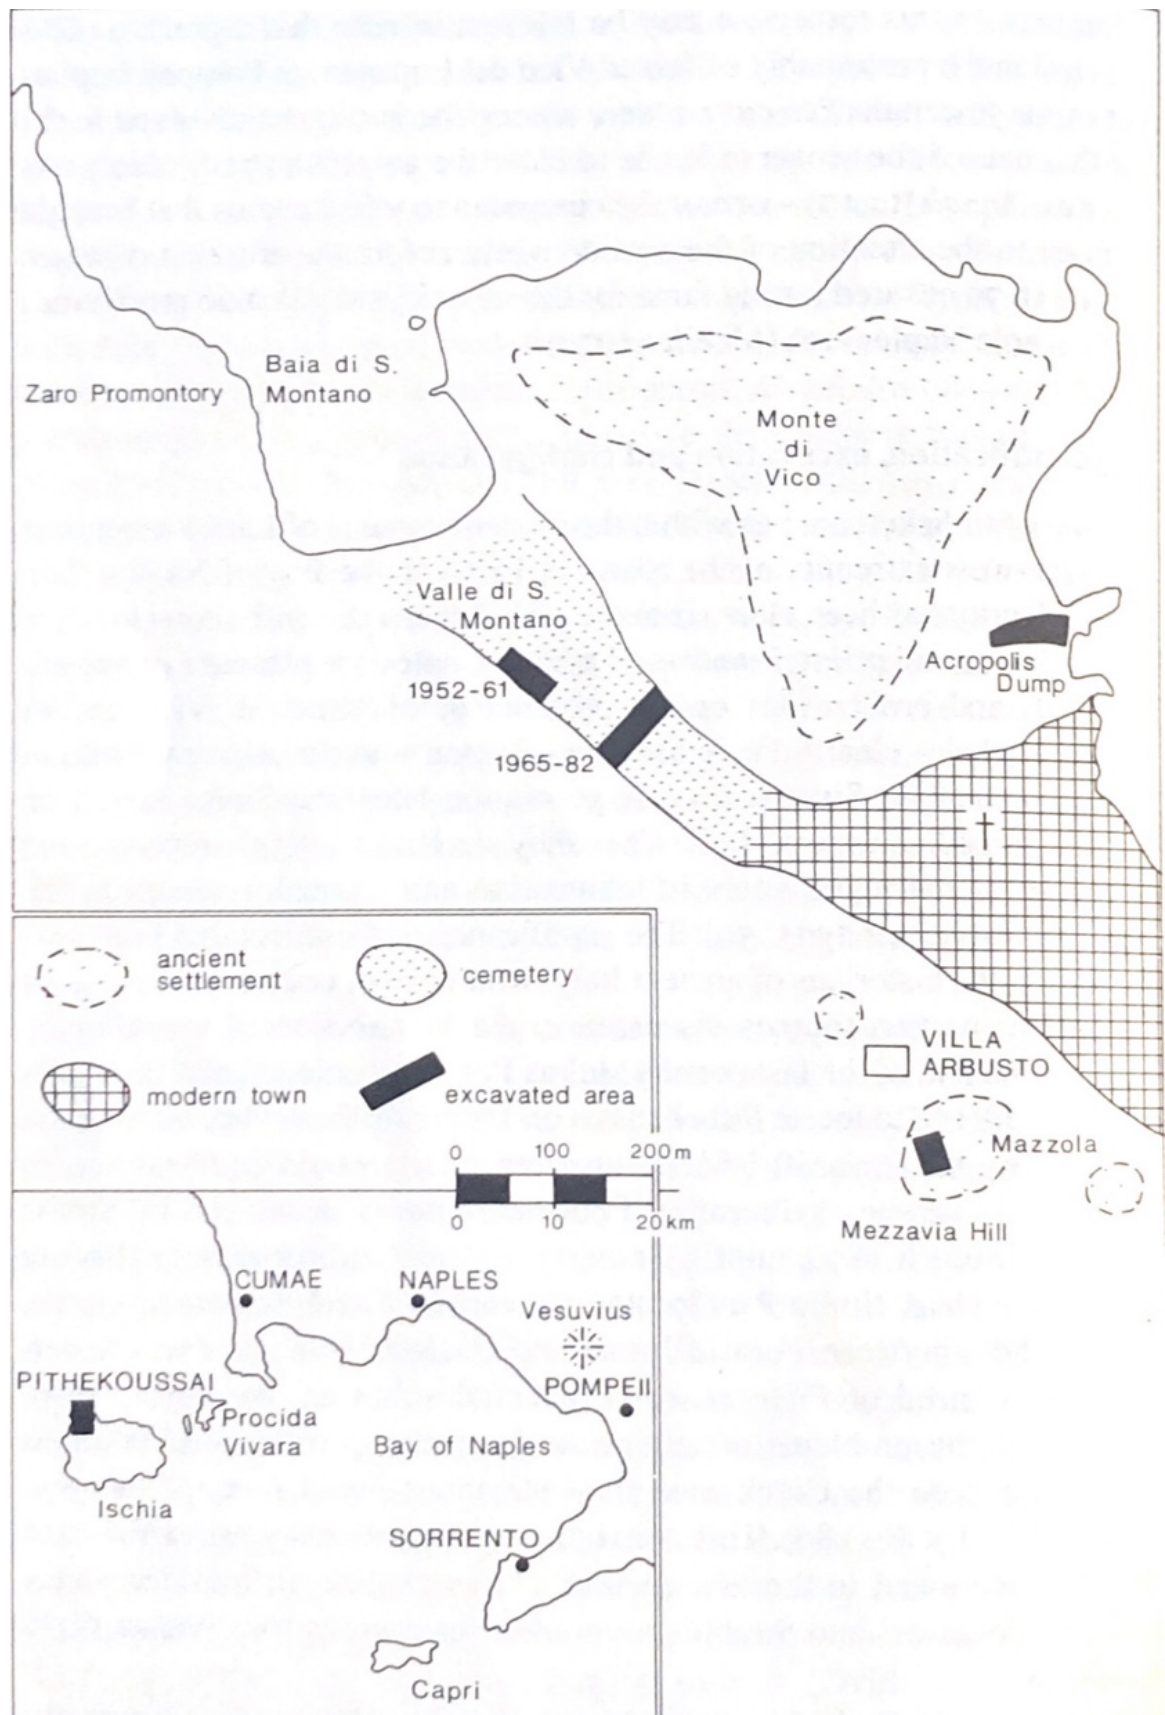 Baia di S.
Montano
Zaro Promontory
Monte
di
Vico
Valle di S.
Montano
1952-61
1965-82
Acropolis
Dump
ancient
settlement
cemetery
modern town
excavated area
VILLA
ARBUSTO
Mazzola
Mezzavia Hill
0 100 200m
0 10 20km
CUMAE
NAPLES
Vesuvius
PITHEKOUSSAI
POMPEII
Procida
Vivara
Bay of Naples
Ischia
SORRENTO
Capri